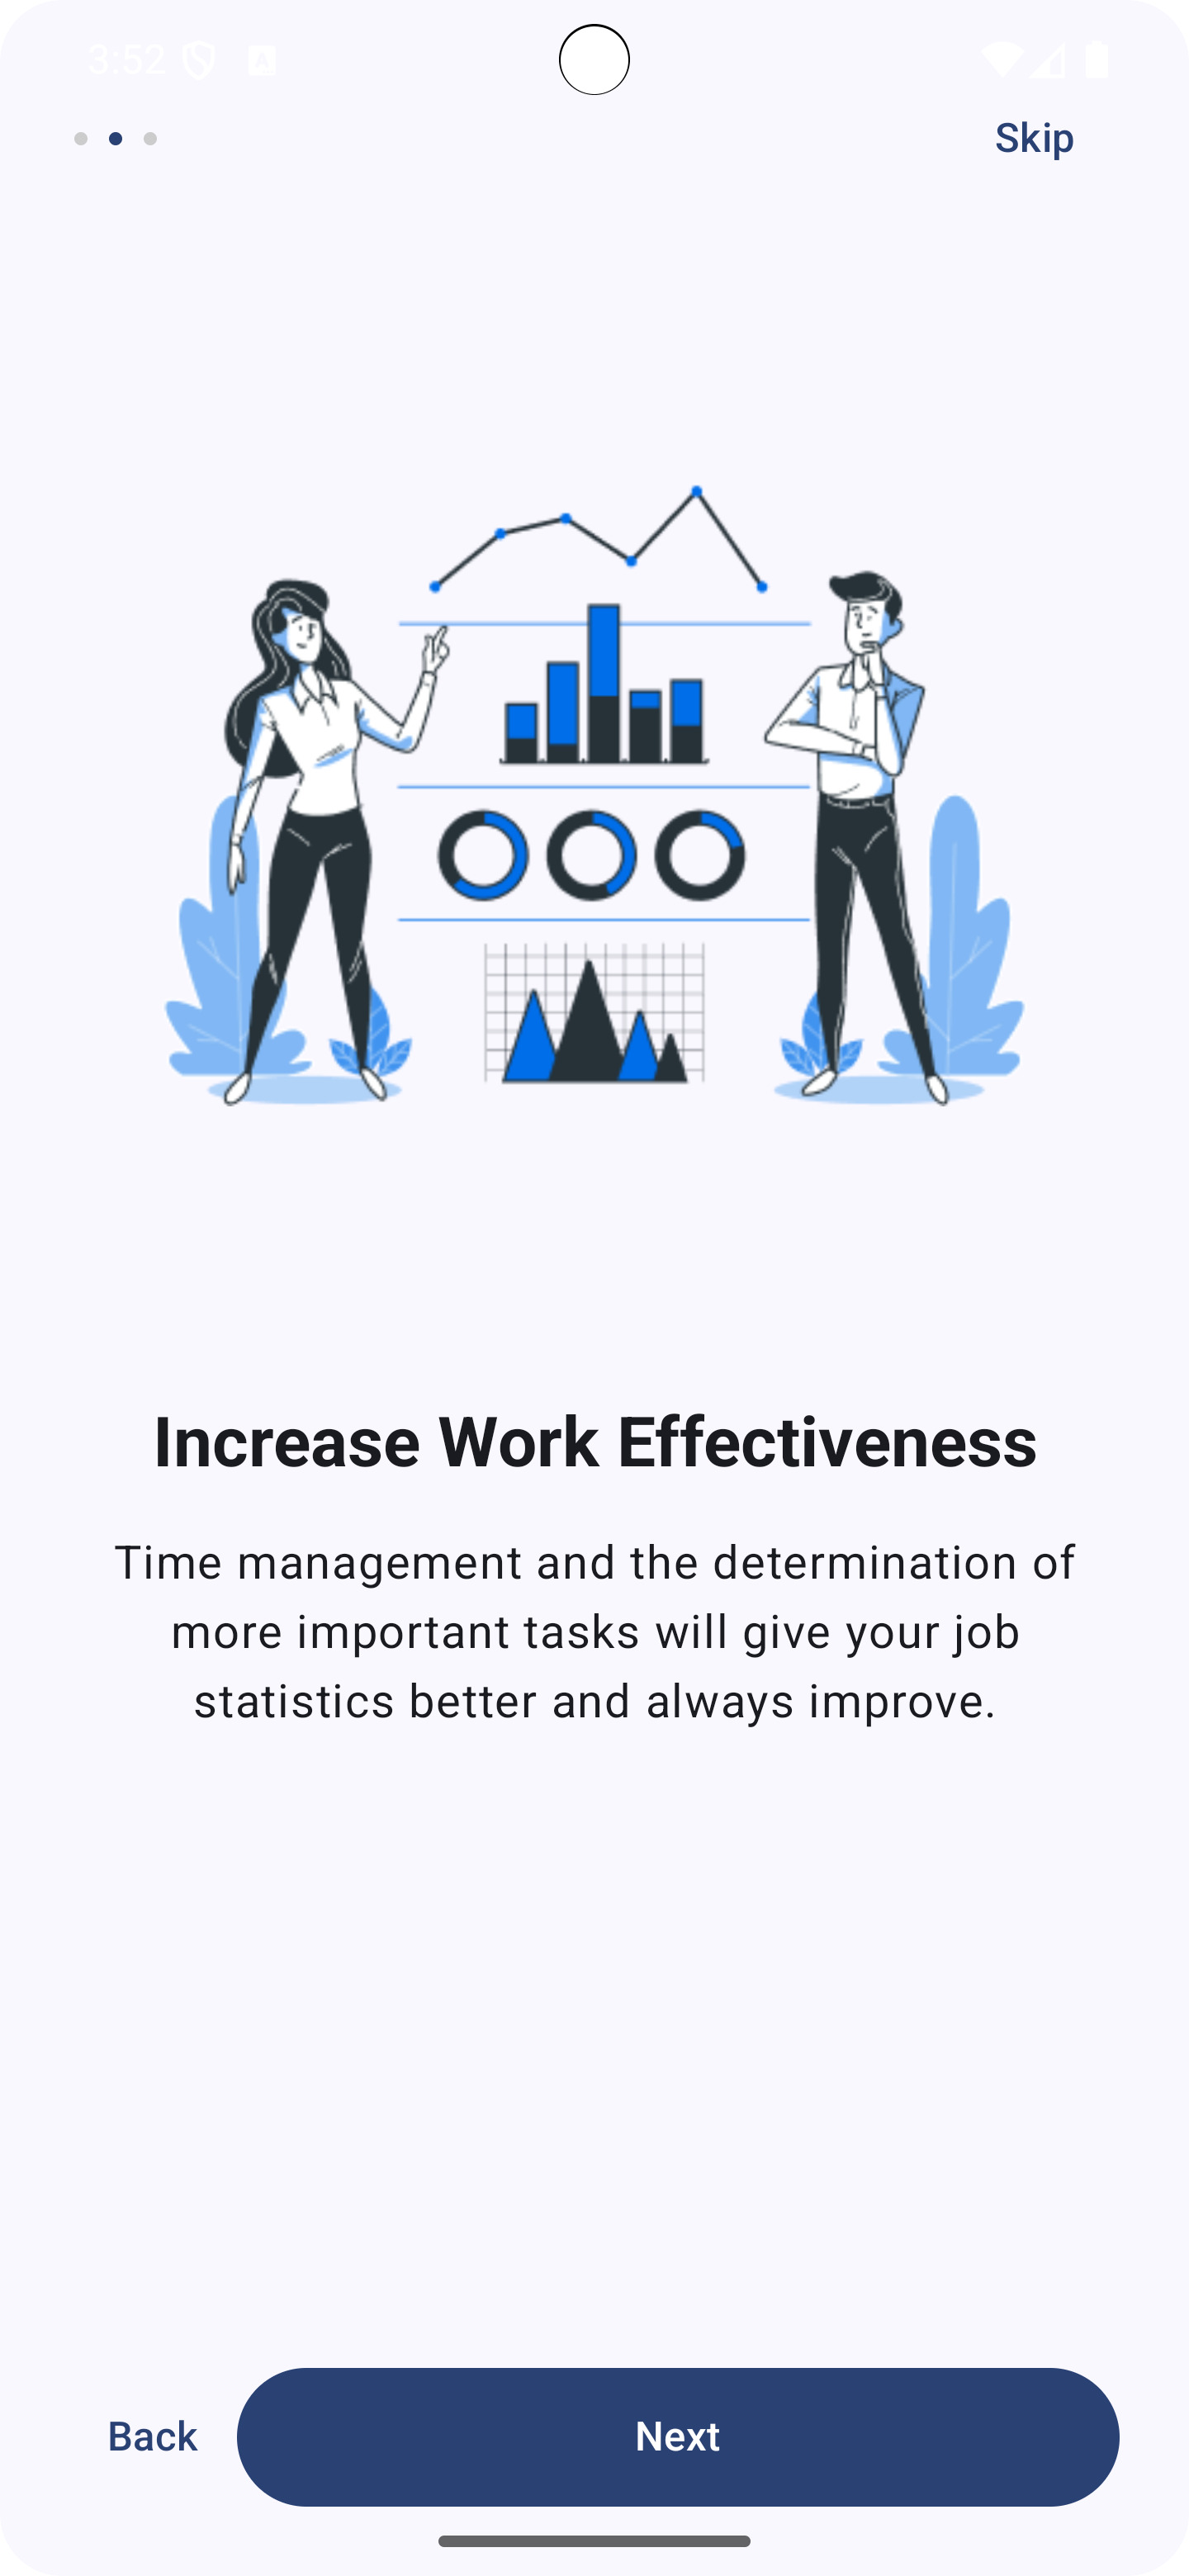 3:52
Skip
Increase Work Effectiveness
Time management and the determination of
more important tasks will give your job
statistics better and always improve.
Back
Next